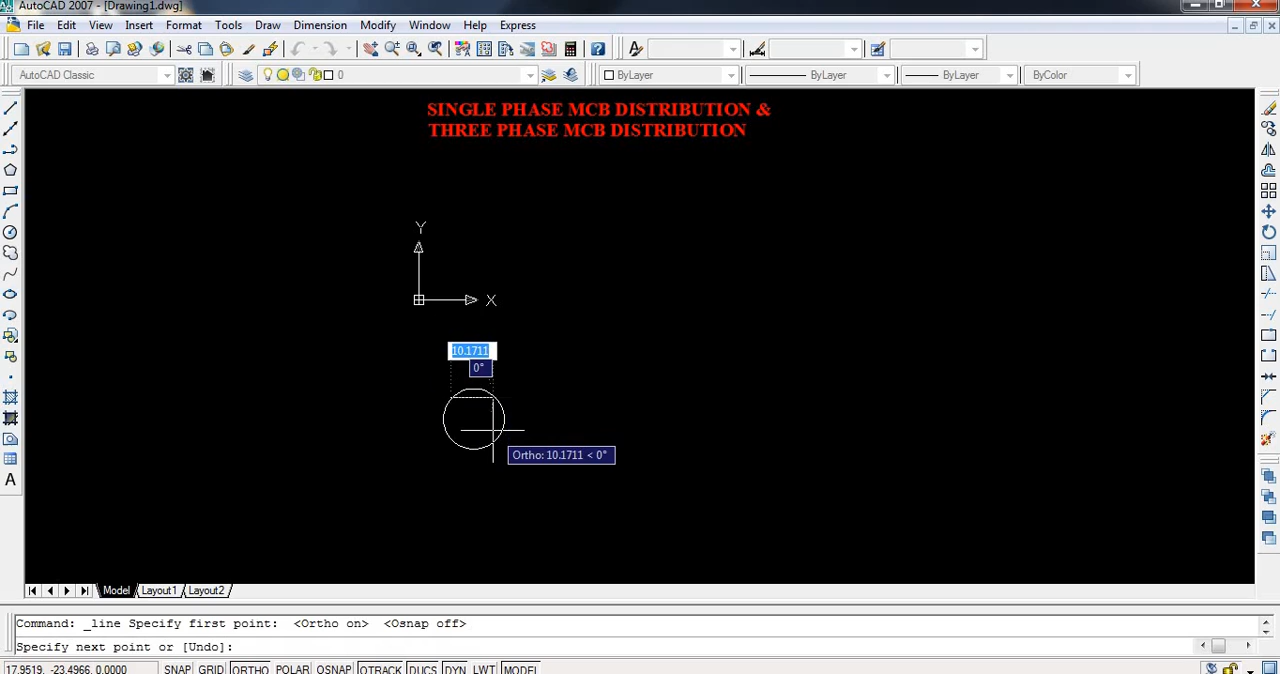 AutoCAD 2007 - [Drawing1.dwg]
File Edit View Insert Format Tools Draw Dimension Modify Window Help Express
AutoCAD Classic 0 ByLayer ByLayer ByLayer ByColor
SINGLE PHASE MCB DISTRIBUTION &
THREE PHASE MCB DISTRIBUTION
Y
X
10.1711
0°
Ortho: 10.1711 < 0°
A
Model Layout1 Layout2
Command: _line Specify first point: <Ortho on> <Osnap off>
Specify next point or [Undo]:
17.9519, -23.4966, 0.0000 SNAP GRID ORTHO POLAR OSNAP OTRACK DUCS DYN LWT MODEL